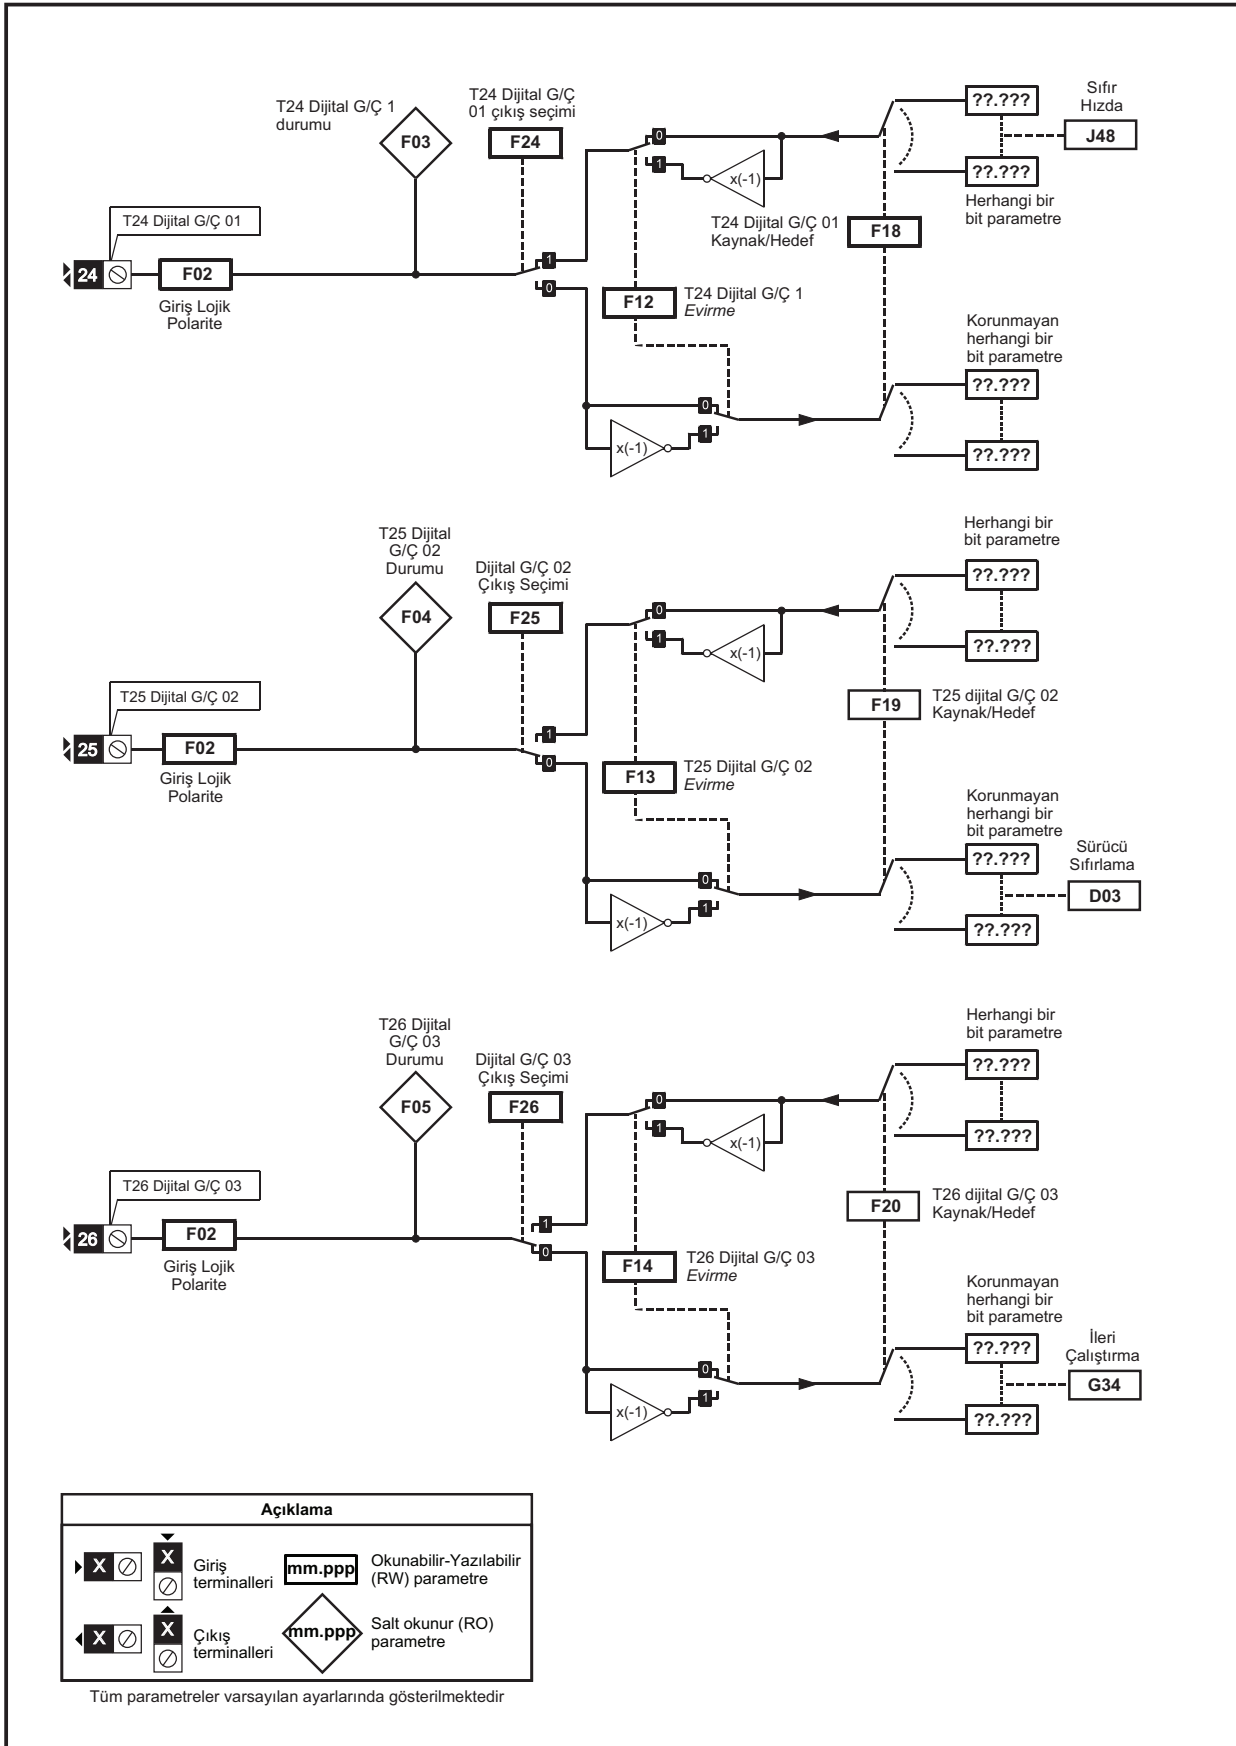 T24 Dijital G/Ç 1
durumu
F03
T24 Dijital G/Ç
01 çıkış seçimi
F24
0
1
x(-1)
??.???
??.???
Sıfır
Hızda
J48
Herhangi bir
bit parametre
T24 Dijital G/Ç 01
Kaynak/Hedef
F18
T24 Dijital G/Ç 01
24
F02
Giriş Lojik
Polarite
1
0
F12
T24 Dijital G/Ç 1
Evirme
Korunmayan
herhangi bir
bit parametre
??.???
??.???
0
1
x(-1)
T25 Dijital
G/Ç 02
Durumu
F04
Dijital G/Ç 02
Çıkış Seçimi
F25
0
1
x(-1)
Herhangi bir
bit parametre
??.???
??.???
F19
T25 dijital G/Ç 02
Kaynak/Hedef
T25 Dijital G/Ç 02
25
F02
Giriş Lojik
Polarite
1
0
F13
T25 Dijital G/Ç 02
Evirme
Korunmayan
herhangi bir
bit parametre
??.???
??.???
Sürücü
Sıfırlama
D03
0
1
x(-1)
T26 Dijital
G/Ç 03
Durumu
F05
Dijital G/Ç 03
Çıkış Seçimi
F26
0
1
x(-1)
Herhangi bir
bit parametre
??.???
??.???
F20
T26 dijital G/Ç 03
Kaynak/Hedef
T26 Dijital G/Ç 03
26
F02
Giriş Lojik
Polarite
1
0
F14
T26 Dijital G/Ç 03
Evirme
Korunmayan
herhangi bir
bit parametre
??.???
??.???
İleri
Çalıştırma
G34
0
1
x(-1)
Açıklama
X
X
Giriş
terminalleri
mm.ppp
Okunabilir-Yazılabilir
(RW) parametre
X
X
Çıkış
terminalleri
mm.ppp
Salt okunur (RO)
parametre
Tüm parametreler varsayılan ayarlarında gösterilmektedir